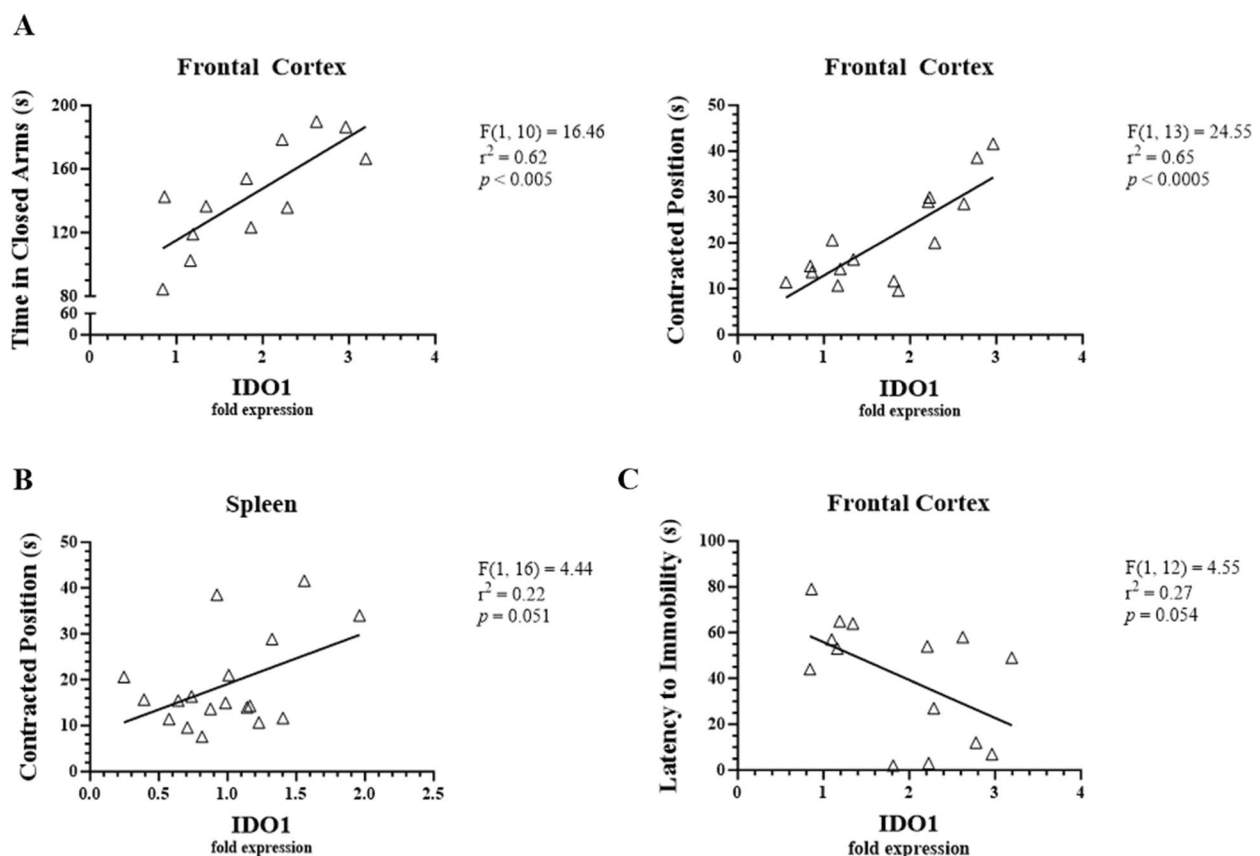 A
Frontal Cortex
Time in Closed Arms (s)
200
160
120
80
60
0
0 1 2 3 4
IDO1
fold expression
F(1, 10) = 16.46
r² = 0.62
p < 0.005
Frontal Cortex
Contracted Position (s)
50
40
30
20
10
0
0 1 2 3 4
IDO1
fold expression
F(1, 13) = 24.55
r² = 0.65
p < 0.0005
B
Spleen
Contracted Position (s)
50
40
30
20
10
0
0.0 0.5 1.0 1.5 2.0 2.5
IDO1
fold expression
F(1, 16) = 4.44
r² = 0.22
p = 0.051
C
Frontal Cortex
Latency to Immobility (s)
100
80
60
40
20
0
0 1 2 3 4
IDO1
fold expression
F(1, 12) = 4.55
r² = 0.27
p = 0.054